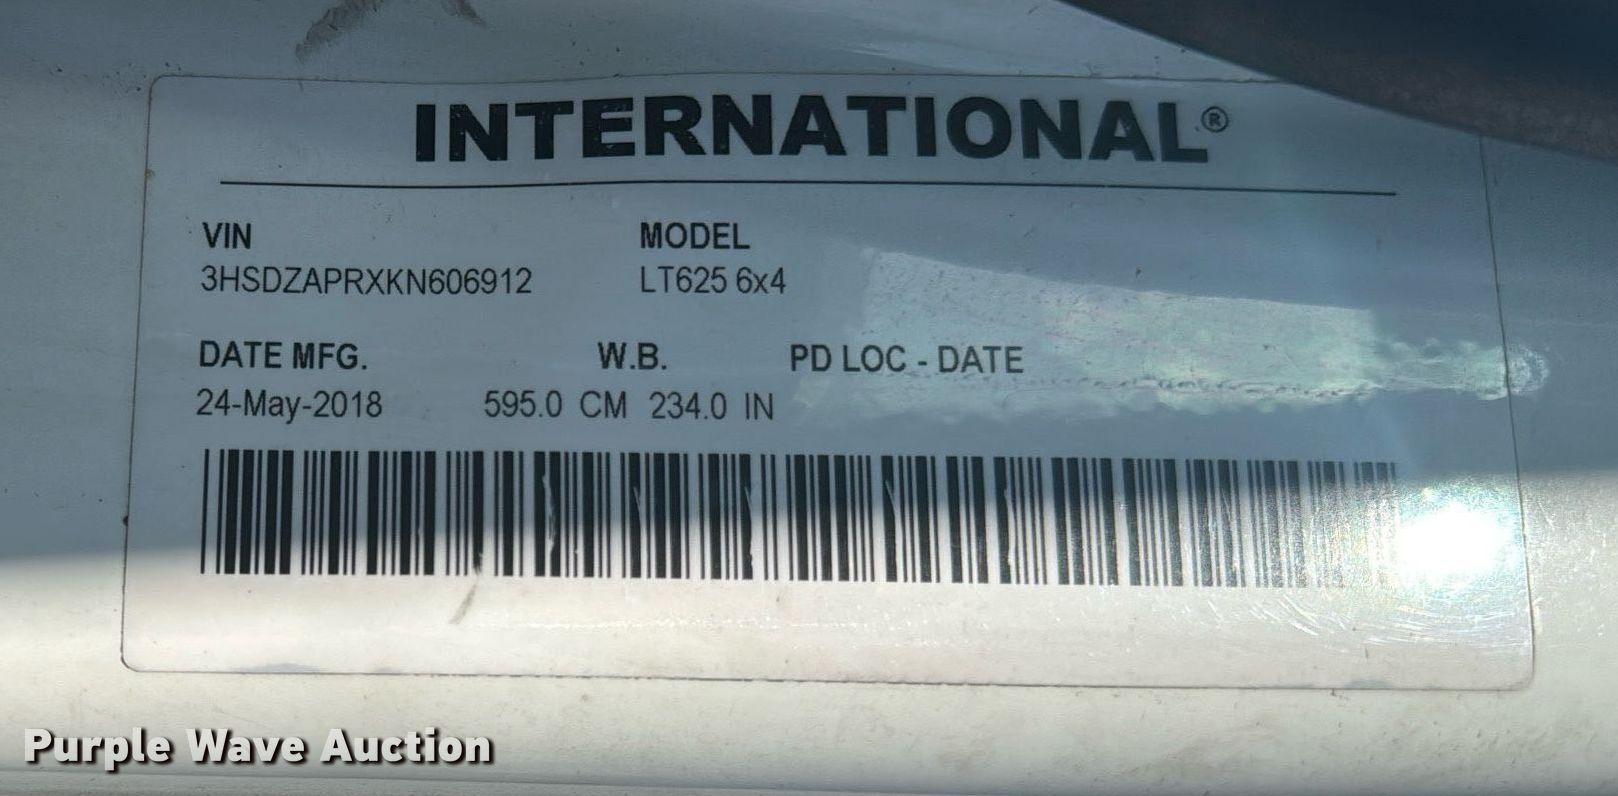 INTERNATIONAL®
VIN MODEL
3HSDZAPRXKN606912 LT625 6x4
DATE MFG. W.B. PD LOC - DATE
24-May-2018 595.0 CM 234.0 IN
Purple Wave Auction